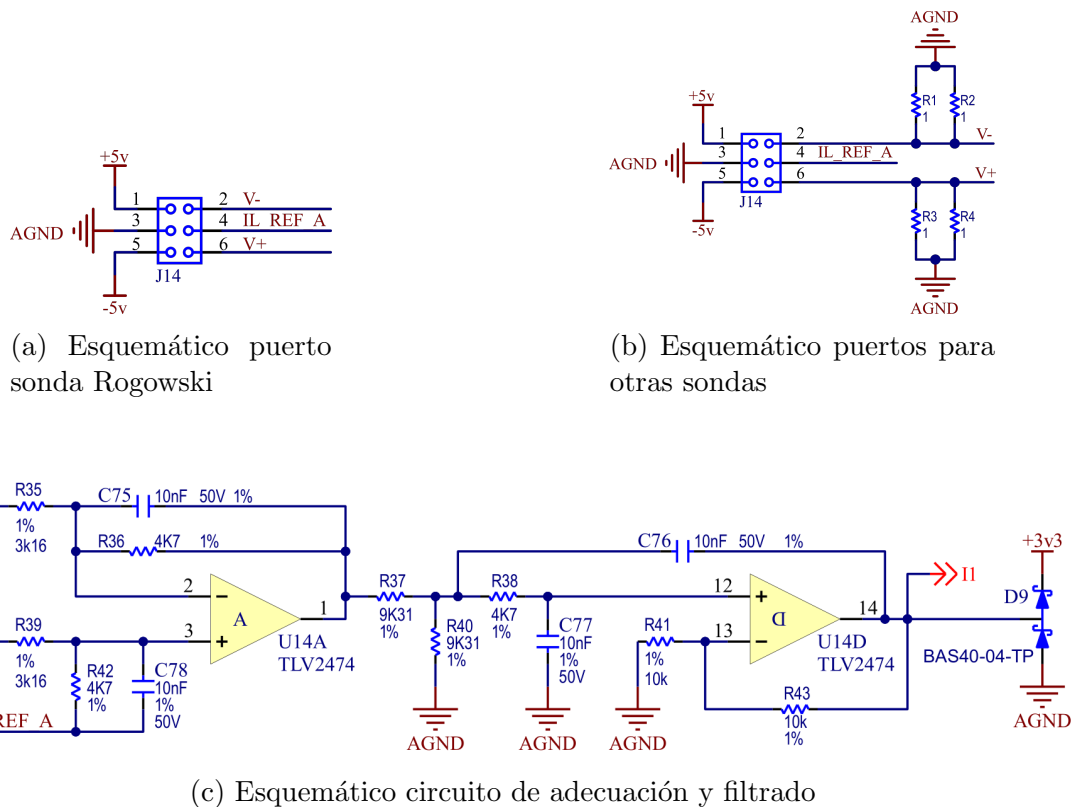 +5v
1
2
V-
AGND
3
4
IL_REF_A
5
6
V+
J14
-5v
(a) Esquemático puerto
sonda Rogowski
AGND
R1
1
R2
1
+5v
1
2
V-
AGND
3
4
IL_REF_A
5
6
V+
J14
-5v
R3
1
R4
1
AGND
(b) Esquemático puertos para
otras sondas
R35
1%
3k16
C75 10nF 50V 1%
R36 4K7 1%
2
A
1
3
U14A
TLV2474
R39
1%
3k16
R42
4K7
1%
C78
10nF
1%
50V
REF_A
R37
9K31
1%
R40
9K31
1%
AGND
R38
4K7
1%
C77
10nF
1%
50V
AGND
C76 10nF 50V 1%
12
D
14
13
U14D
TLV2474
R41
1%
10k
AGND
R43
10k
1%
I1
+3v3
D9
BAS40-04-TP
AGND
(c) Esquemático circuito de adecuación y filtrado